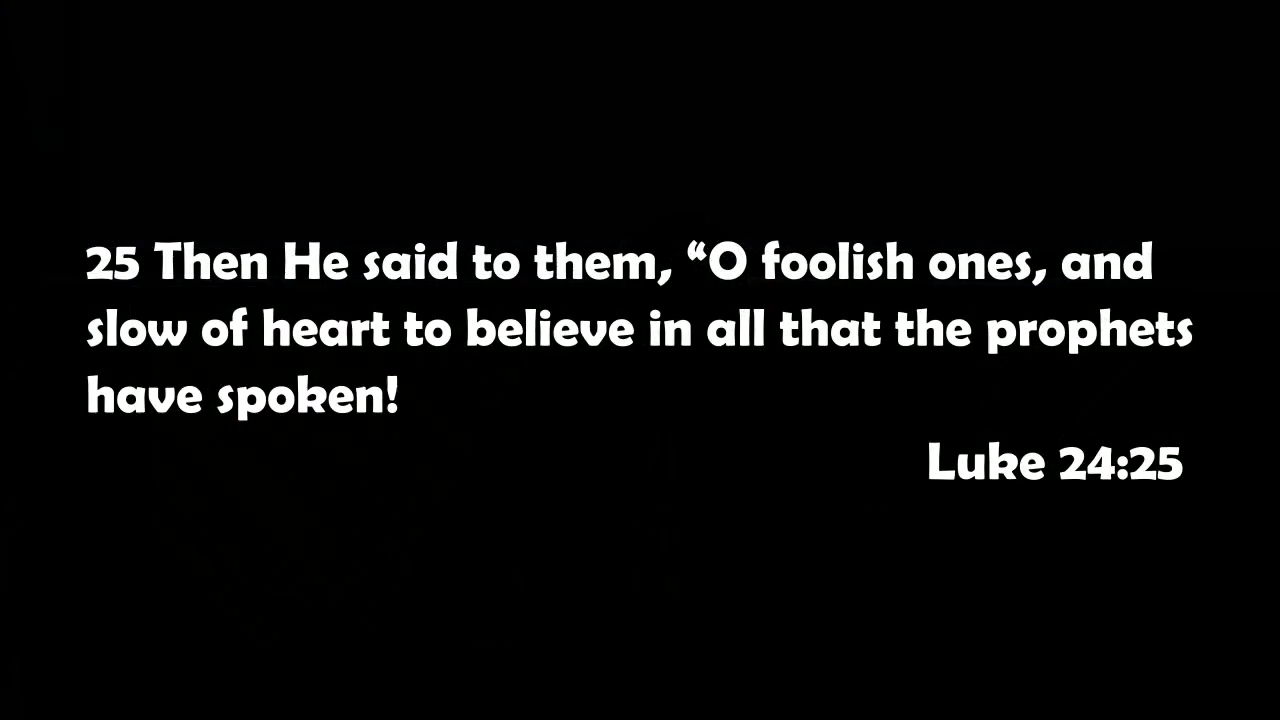 25 Then He said to them, “O foolish ones, and
slow of heart to believe in all that the prophets
have spoken!
Luke 24:25